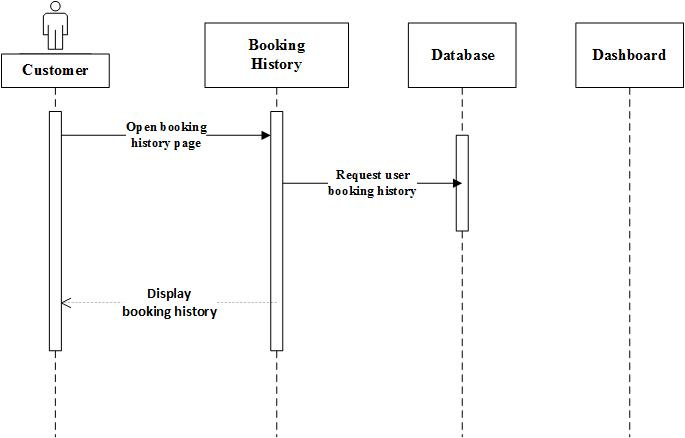 Customer
Booking
History
Database
Dashboard
Open booking
history page
Request user
booking history
Display
booking history